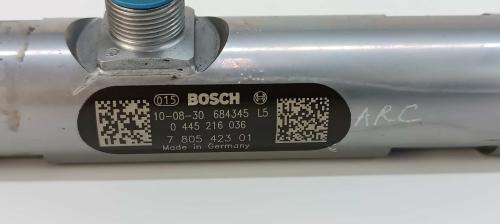 015 BOSCH
10-08-30 684345 L5
0 445 216 036
7 805 423 01
Made in Germany
ARC